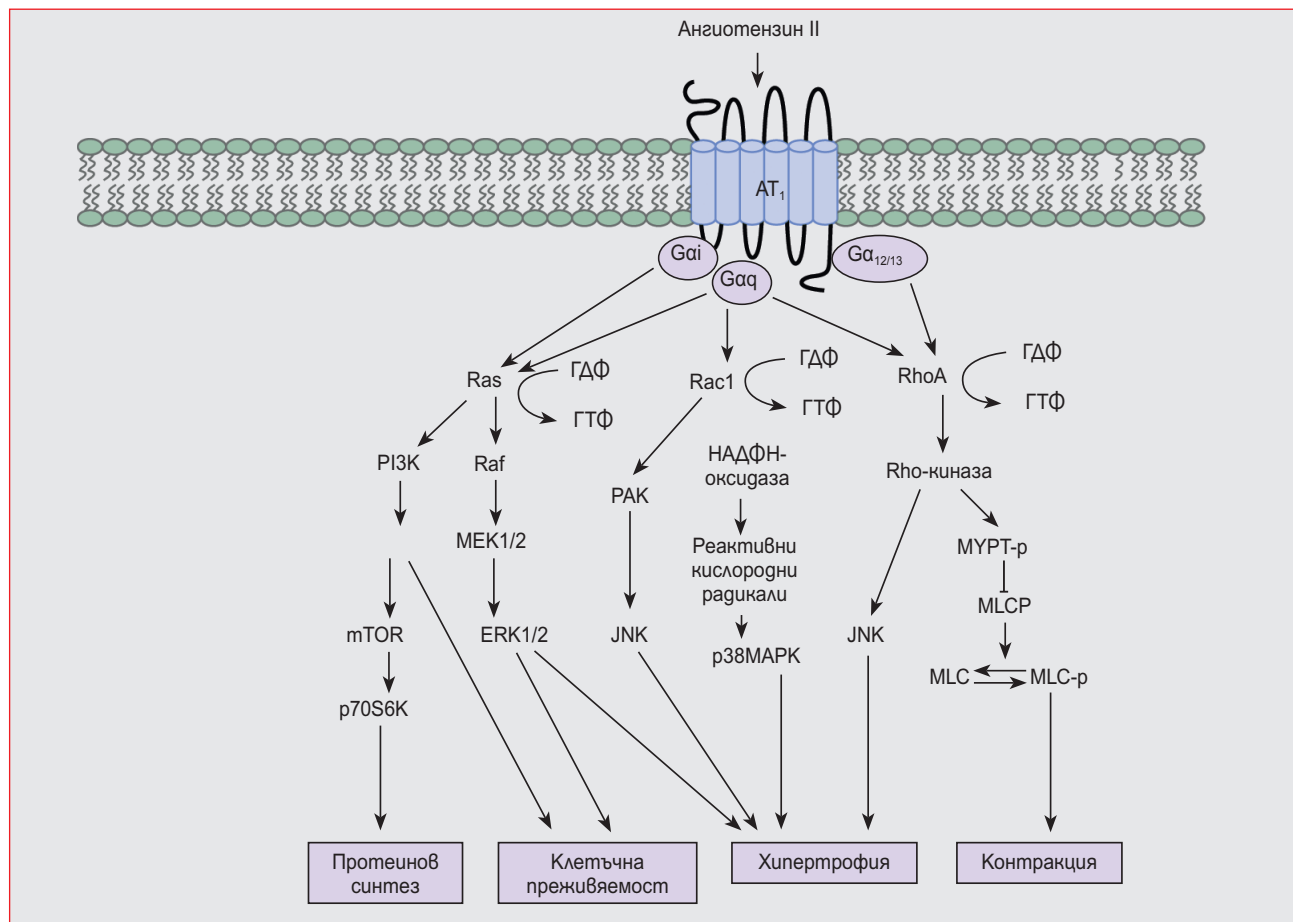 Ангиотензин II
AT1
Gαi
Gαq
Gα12/13
Ras
ГДФ
ГТФ
Rac1
ГДФ
ГТФ
RhoA
ГДФ
ГТФ
PI3K
Raf
PAK
НАДФН-
оксидаза
Rho-киназа
MEK1/2
Реактивни
кислородни
радикали
MYPT-p
MLCP
mTOR
ERK1/2
JNK
p38MAPK
JNK
MLC
MLC-p
p70S6K
Протеинов
синтез
Клетъчна
преживяемост
Хипертрофия
Контракция